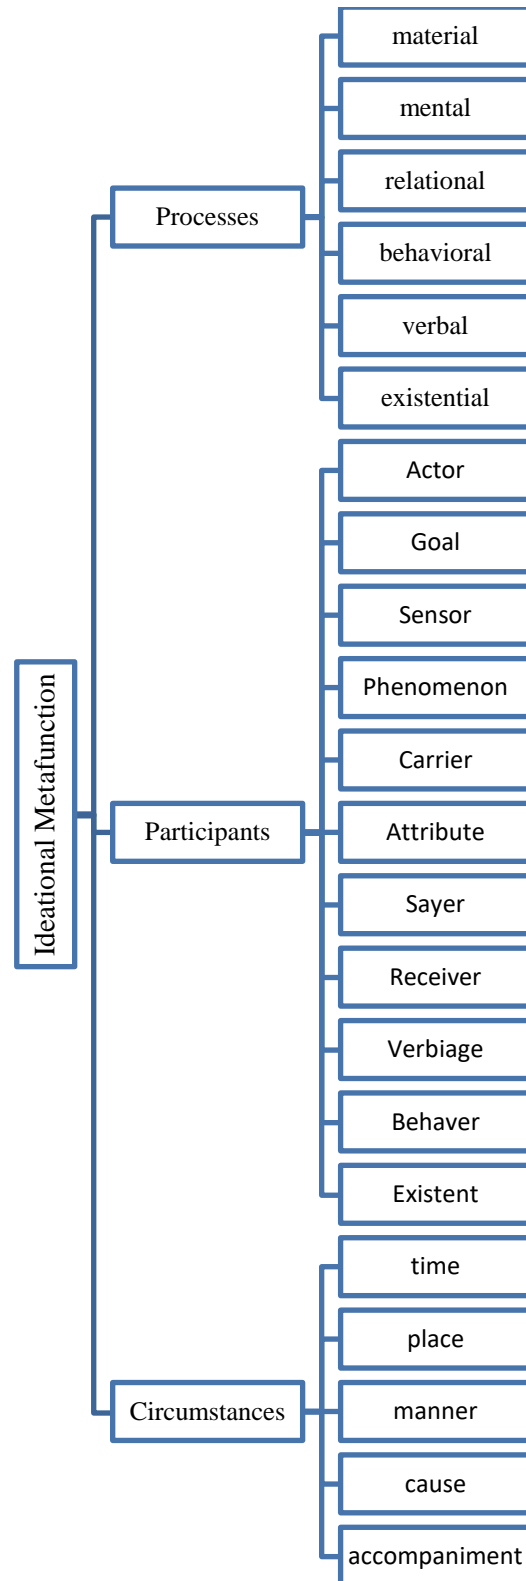 Ideational Metafunction
Processes
material
mental
relational
behavioral
verbal
existential
Participants
Actor
Goal
Sensor
Phenomenon
Carrier
Attribute
Sayer
Receiver
Verbiage
Behaver
Existent
Circumstances
time
place
manner
cause
accompaniment